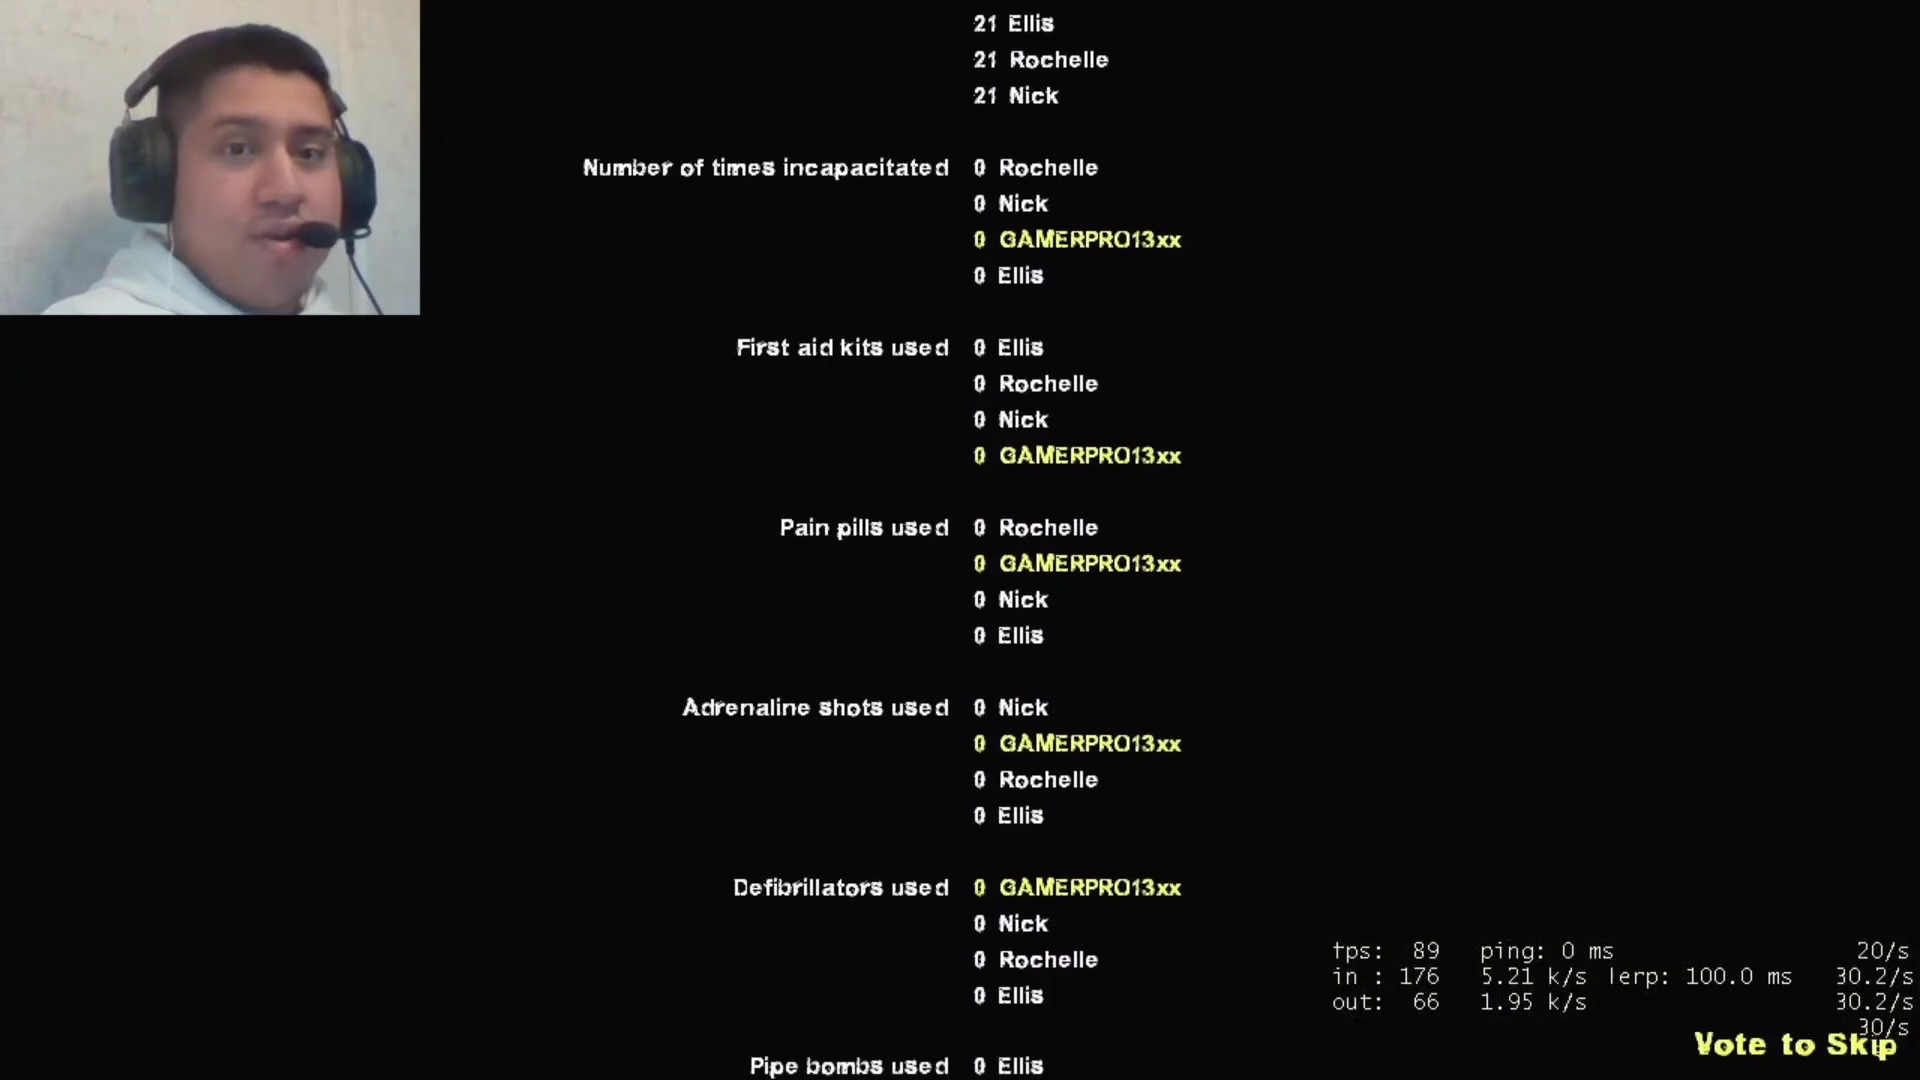 21 Ellis
21 Rochelle
21 Nick
Number of times incapacitated 0 Rochelle
0 Nick
0 GAMERPRO13xx
0 Ellis
First aid kits used 0 Ellis
0 Rochelle
0 Nick
0 GAMERPRO13xx
Pain pills used 0 Rochelle
0 GAMERPRO13xx
0 Nick
0 Ellis
Adrenaline shots used 0 Nick
0 GAMERPRO13xx
0 Rochelle
0 Ellis
Defibrillators used 0 GAMERPRO13xx
0 Nick
0 Rochelle
0 Ellis
Pipe bombs used 0 Ellis
fps: 89 ping: 0 ms 20/s
in : 176 5.21 k/s lerp: 100.0 ms 30.2/s
out: 66 1.95 k/s 30.2/s
30/s
Vote to Skip